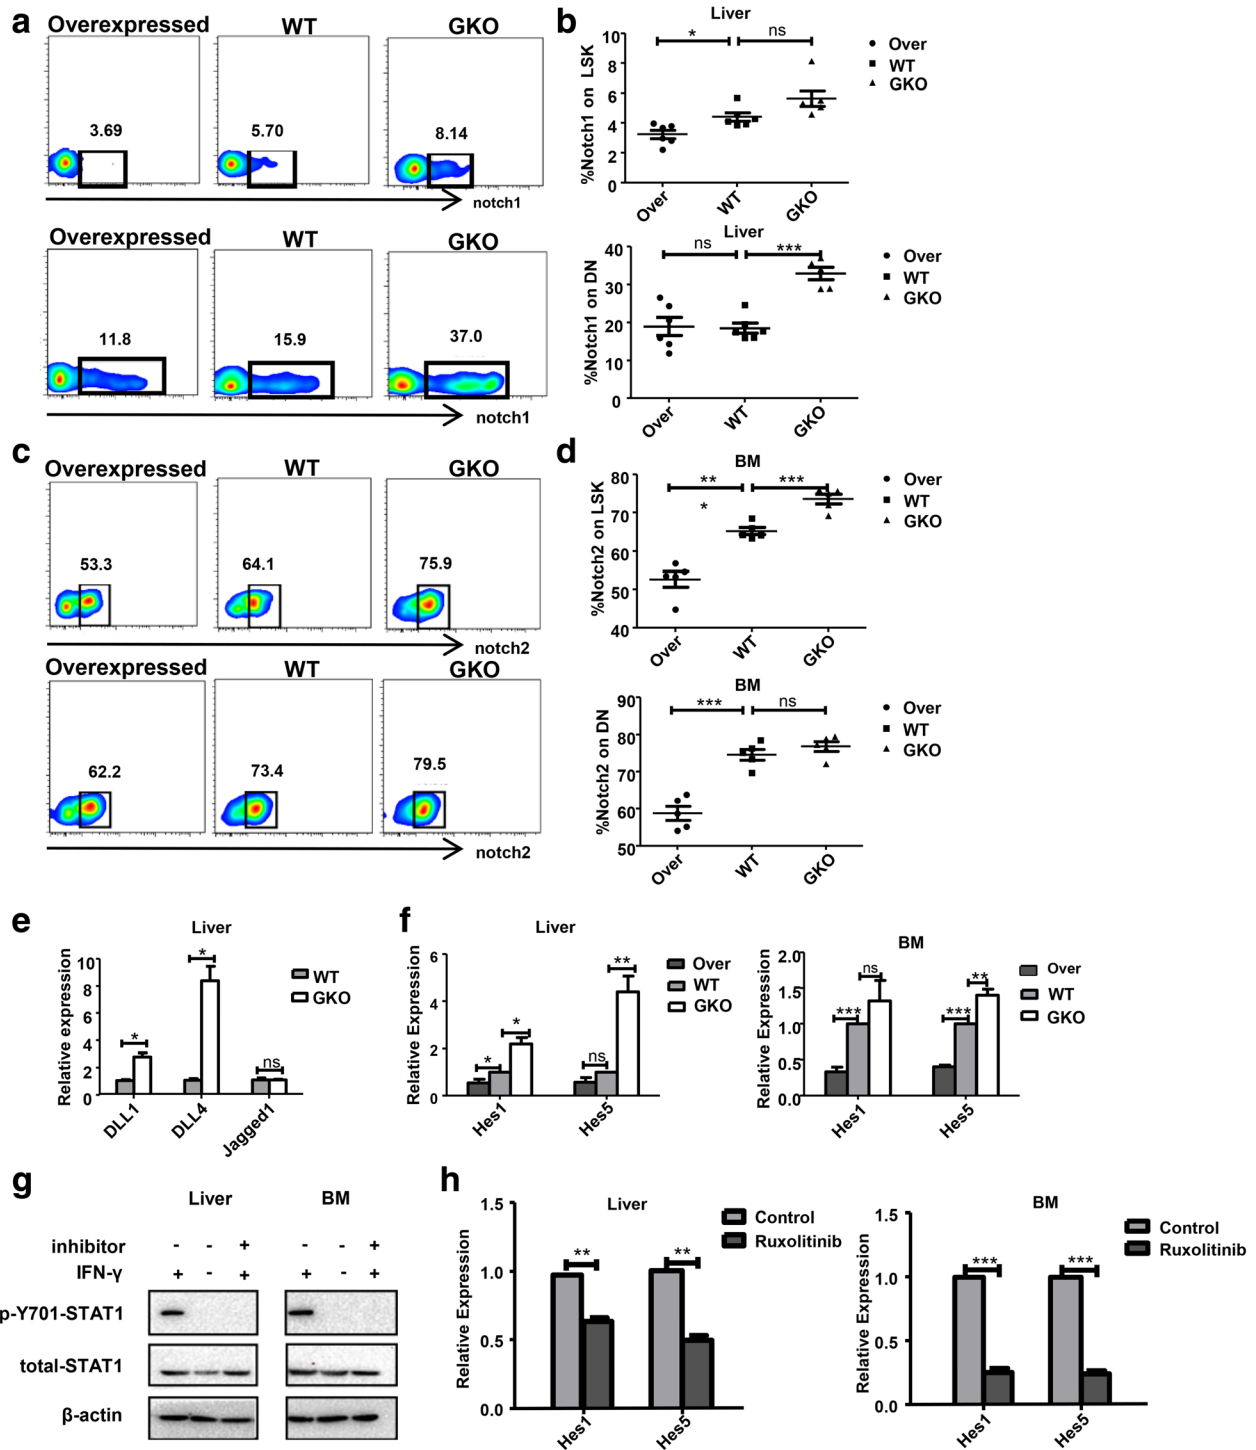 a
Overexpressed WT GKO
3.69 5.70 8.14
notch1
Overexpressed WT GKO
11.8 15.9 37.0
notch1
b
Liver
%Notch1 on LSK
10
8
6
4
2
0
* ns
Over WT GKO
Over
WT
GKO
Liver
%Notch1 on DN
40
30
20
10
0
ns ***
Over WT GKO
Over
WT
GKO
c
Overexpressed WT GKO
53.3 64.1 75.9
notch2
Overexpressed WT GKO
62.2 73.4 79.5
notch2
d
BM
%Notch2 on LSK
80
70
60
50
40
** ***
*
Over WT GKO
Over
WT
GKO
BM
%Notch2 on DN
90
80
70
60
50
*** ns
Over WT GKO
Over
WT
GKO
e
Liver
Relative expression
10
8
6
4
2
0
* * ns
DLL1 DLL4 Jagged1
WT
GKO
f
Liver
Relative Expression
6
4
2
0
* * ns **
Hes1 Hes5
Over
WT
GKO
BM
Relative Expression
2.0
1.5
1.0
0.5
0.0
*** ns *** **
Hes1 Hes5
Over
WT
GKO
g
Liver BM
inhibitor - - + - - +
IFN-γ + - + + - +
p-Y701-STAT1
total-STAT1
β-actin
h
Liver
Relative Expression
1.5
1.0
0.5
0.0
** **
Hes1 Hes5
Control
Ruxolitinib
BM
Relative Expression
1.5
1.0
0.5
0.0
*** ***
Hes1 Hes5
Control
Ruxolitinib